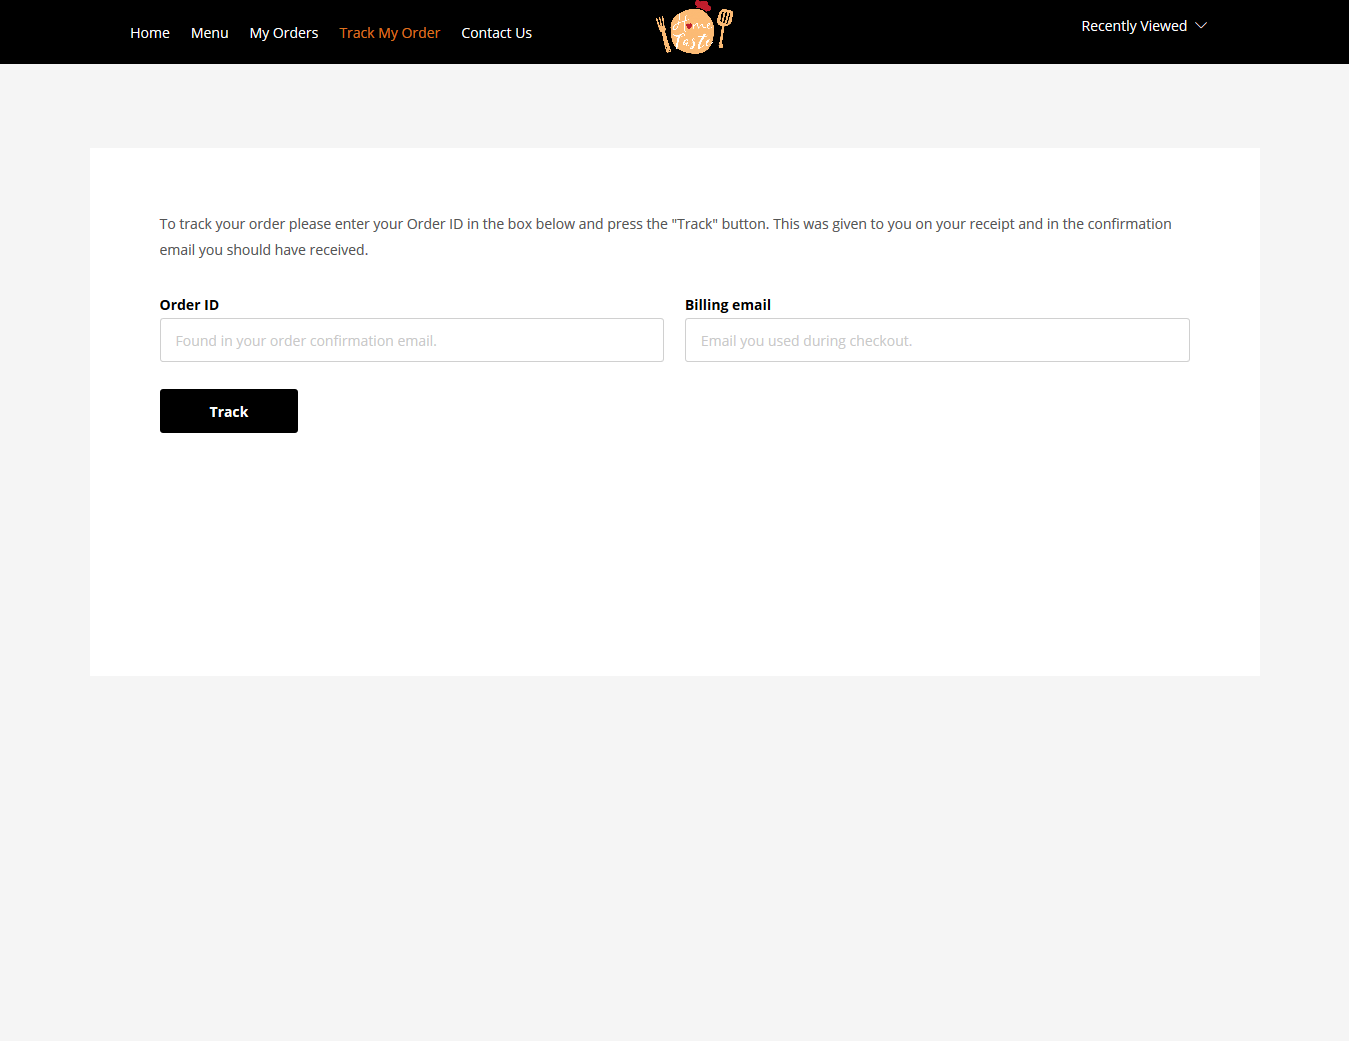 Home Menu My Orders Track My Order Contact Us
Home
Taste
Recently Viewed
To track your order please enter your Order ID in the box below and press the "Track" button. This was given to you on your receipt and in the confirmation
email you should have received.
Order ID
Billing email
Found in your order confirmation email.
Email you used during checkout.
Track